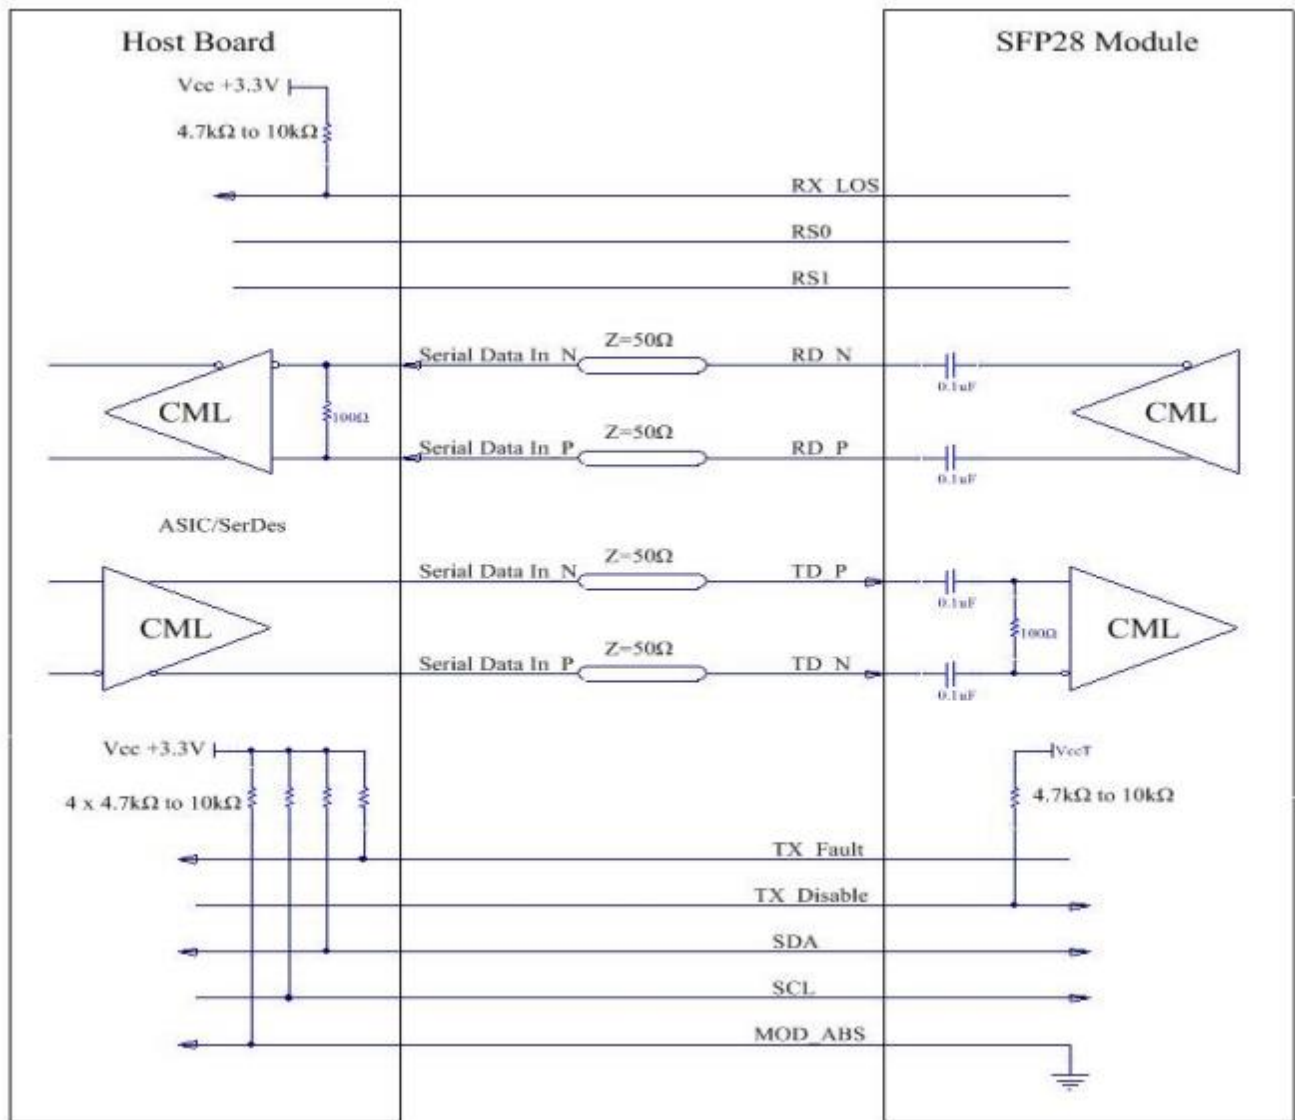 Host Board
SFP28 Module
Vcc +3.3V
4.7kΩ to 10kΩ
RX_LOS
RS0
RS1
Serial Data In_N
Z=50Ω
RD_N
0.1uF
CML
100Ω
CML
Serial Data In_P
Z=50Ω
RD_P
0.1uF
ASIC/SerDes
Serial Data In_N
Z=50Ω
TD_P
0.1uF
CML
100Ω
CML
Serial Data In_P
Z=50Ω
TD_N
0.1uF
Vcc +3.3V
VccT
4 x 4.7kΩ to 10kΩ
4.7kΩ to 10kΩ
TX_Fault
TX_Disable
SDA
SCL
MOD_ABS